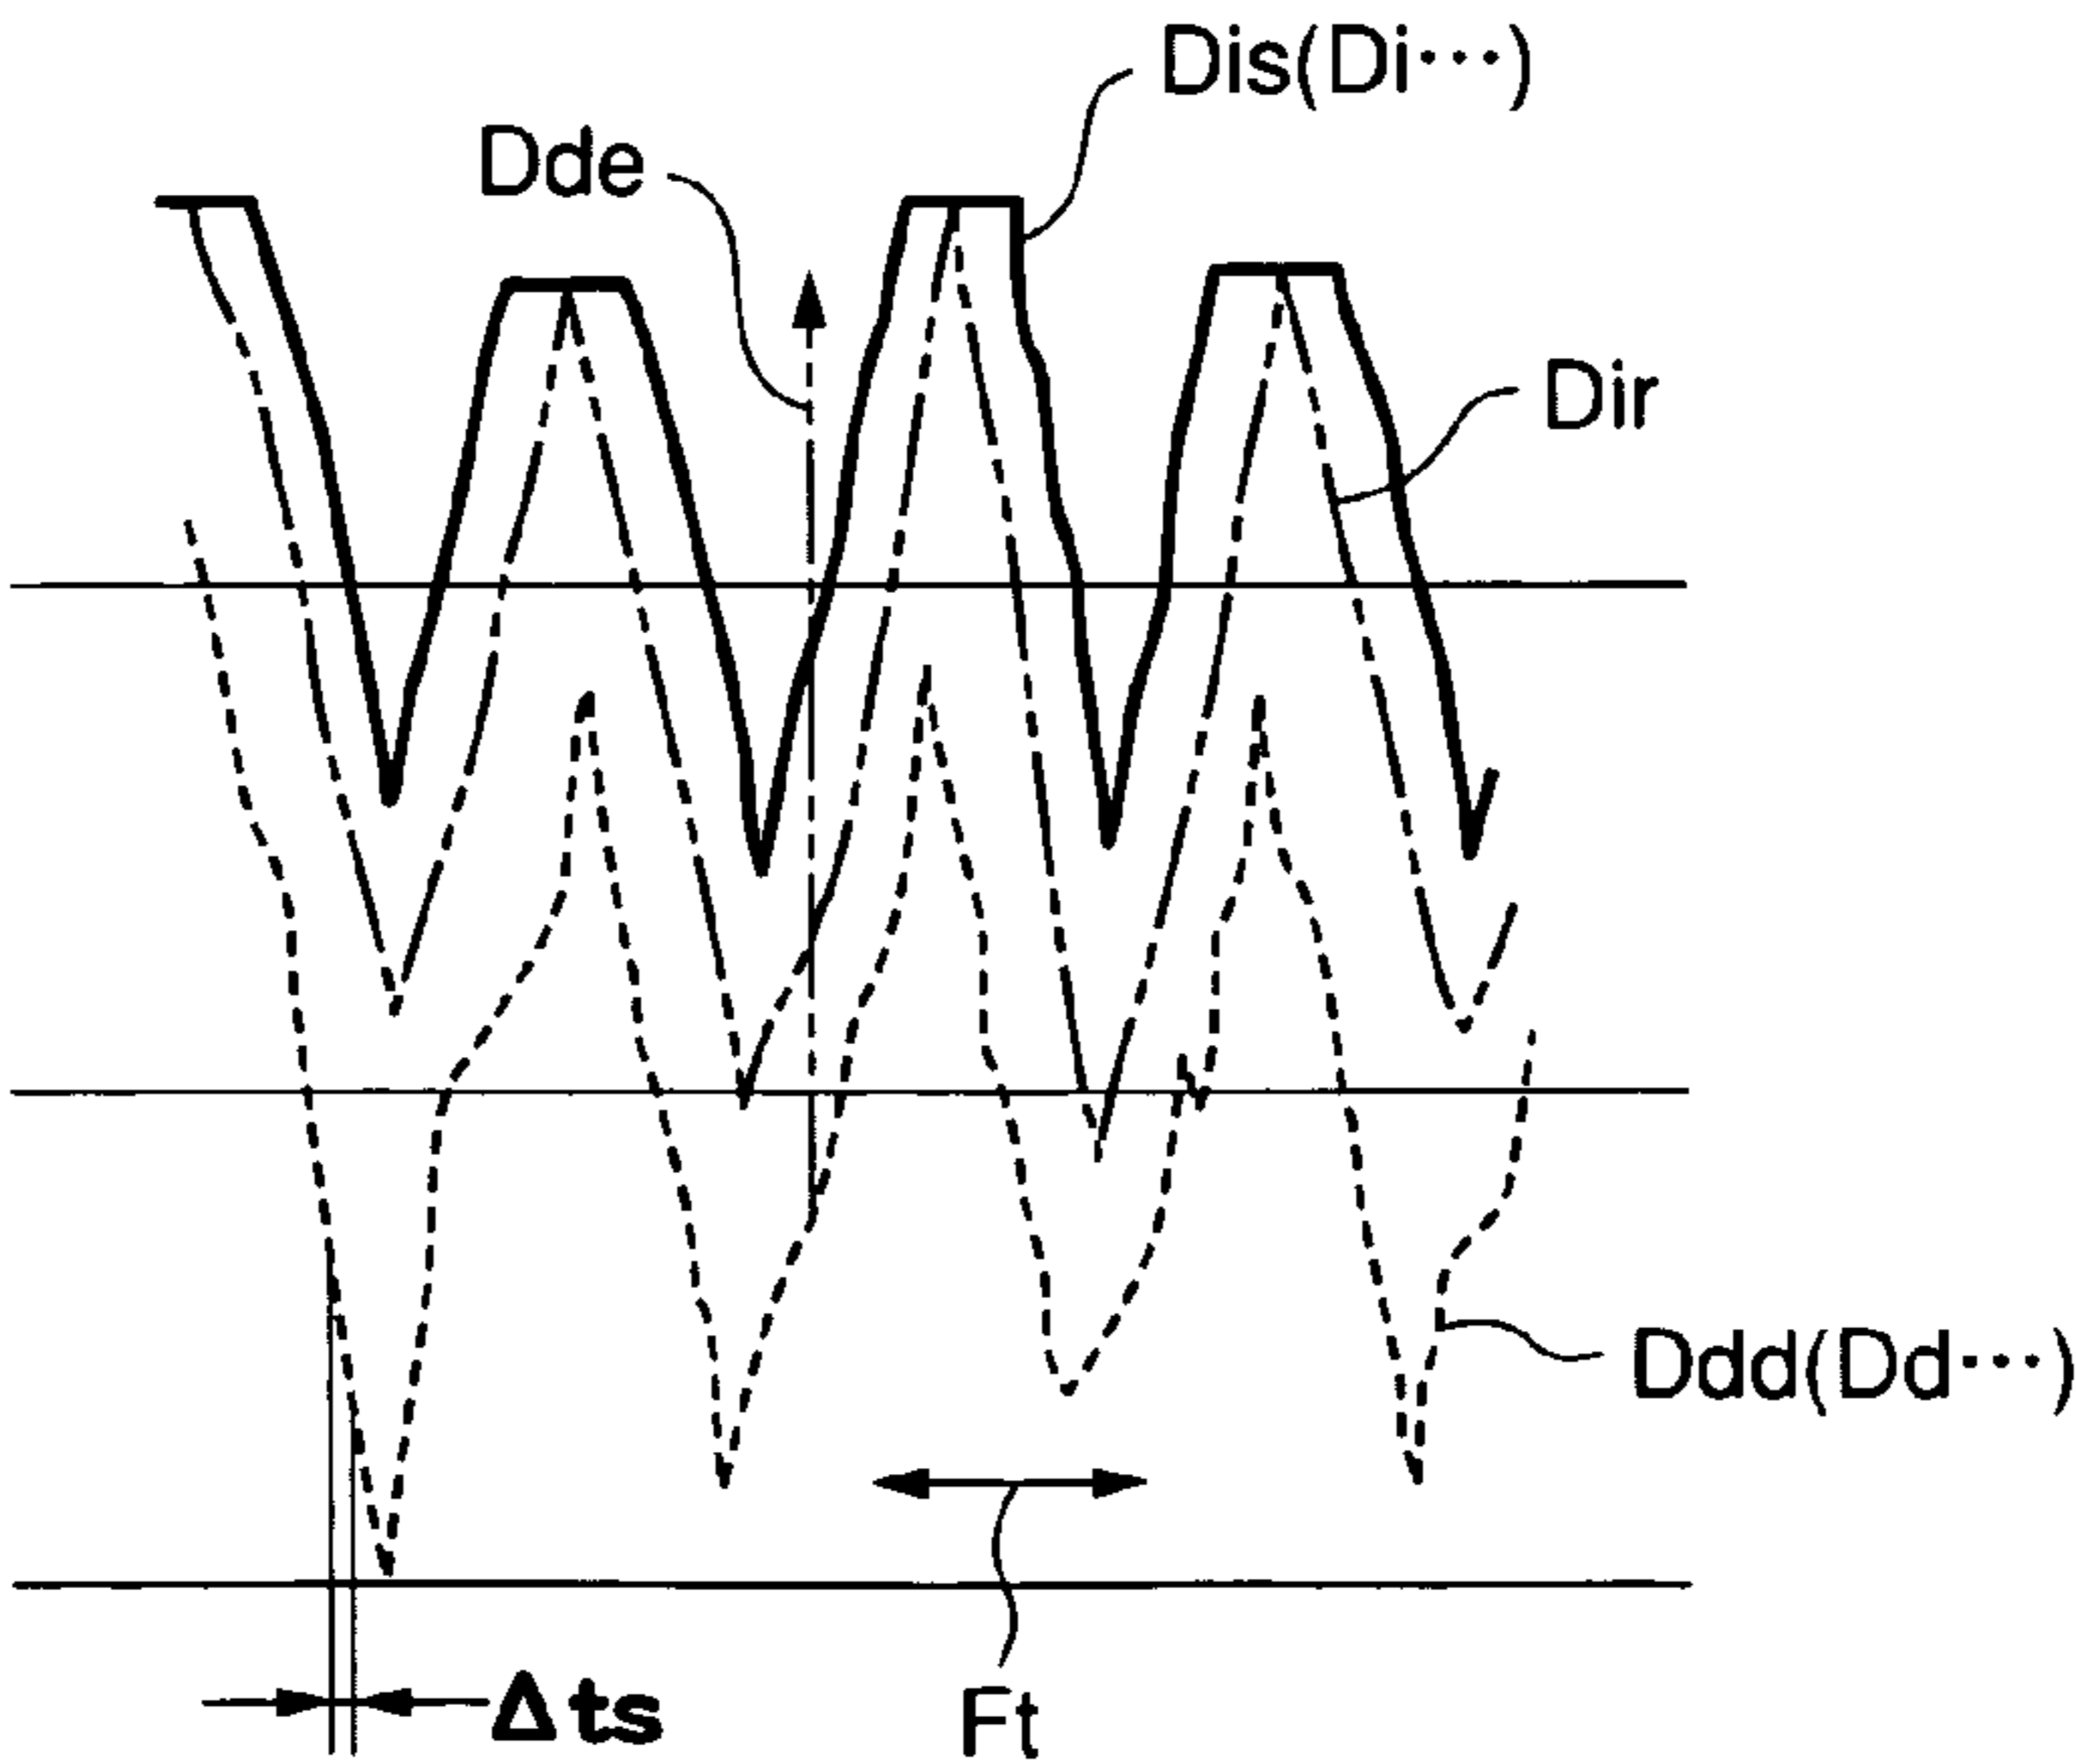 Dis(Di···)
Dde
Dir
Ddd(Dd···)
Δts
Ft